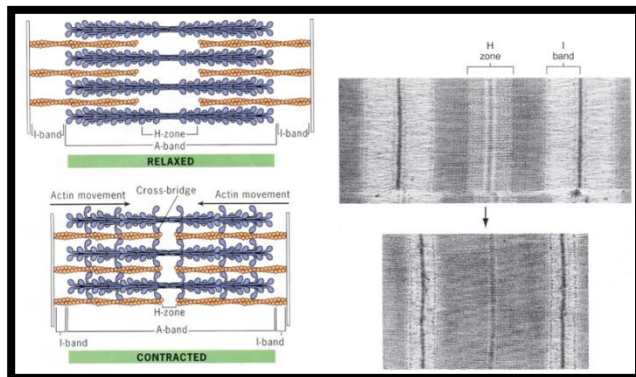 I-band
H-zone
I-band
A-band
RELAXED
Cross-bridge
Actin movement
Actin movement
H-zone
A-band
I-band
I-band
CONTRACTED
H
zone
I
band